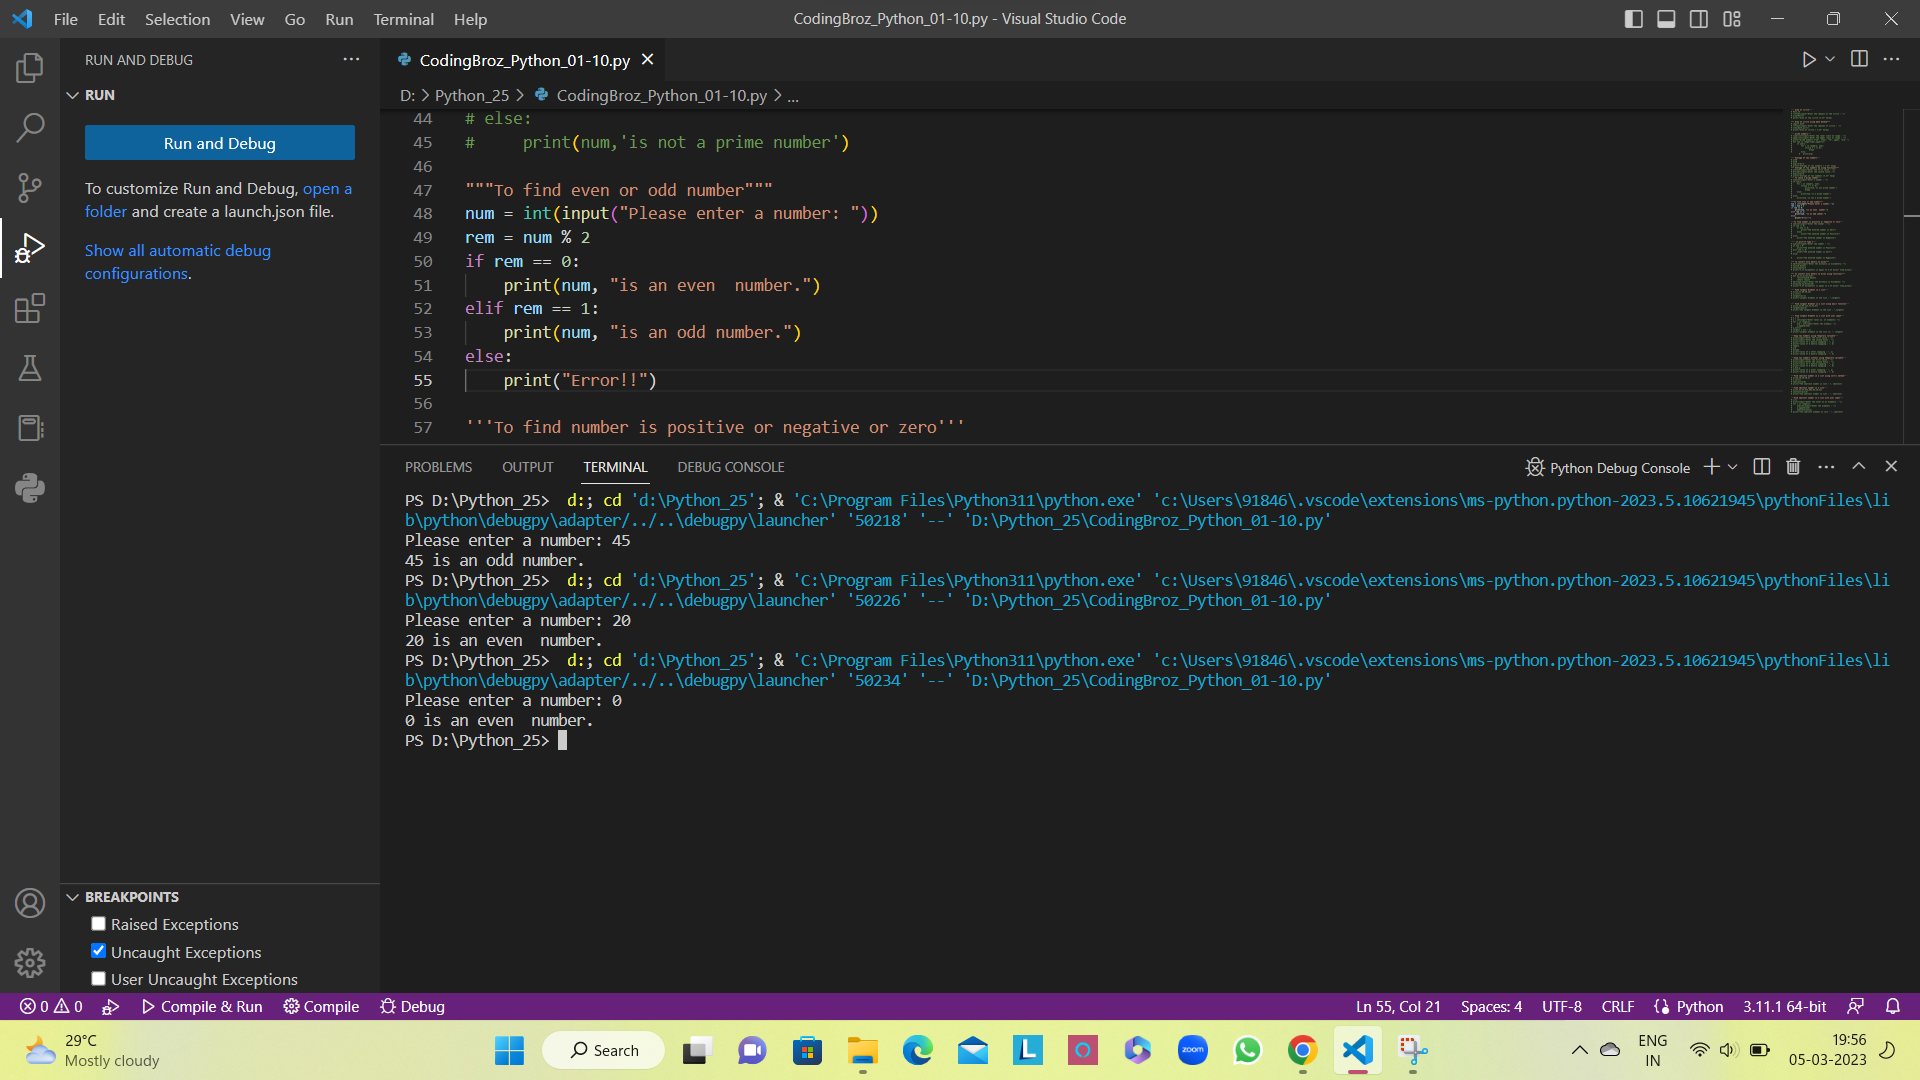 File Edit Selection View Go Run Terminal Help
CodingBroz_Python_01-10.py - Visual Studio Code
RUN AND DEBUG
RUN
Run and Debug
To customize Run and Debug, open a
folder and create a launch.json file.
Show all automatic debug
configurations.
CodingBroz_Python_01-10.py
D: > Python_25 > CodingBroz_Python_01-10.py > ...
44 # else:
45 #     print(num,'is not a prime number')
46
47 """To find even or odd number"""
48 num = int(input("Please enter a number: "))
49 rem = num % 2
50 if rem == 0:
51     print(num, "is an even  number.")
52 elif rem == 1:
53     print(num, "is an odd number.")
54 else:
55     print("Error!!")
56
57 '''To find number is positive or negative or zero'''
PROBLEMS OUTPUT TERMINAL DEBUG CONSOLE
Python Debug Console
PS D:\Python_25>  d:; cd 'd:\Python_25'; & 'C:\Program Files\Python311\python.exe' 'c:\Users\91846\.vscode\extensions\ms-python.python-2023.5.10621945\pythonFiles\li
b\python\debugpy\adapter/../..\debugpy\launcher' '50218' '--' 'D:\Python_25\CodingBroz_Python_01-10.py'
Please enter a number: 45
45 is an odd number.
PS D:\Python_25>  d:; cd 'd:\Python_25'; & 'C:\Program Files\Python311\python.exe' 'c:\Users\91846\.vscode\extensions\ms-python.python-2023.5.10621945\pythonFiles\li
b\python\debugpy\adapter/../..\debugpy\launcher' '50226' '--' 'D:\Python_25\CodingBroz_Python_01-10.py'
Please enter a number: 20
20 is an even  number.
PS D:\Python_25>  d:; cd 'd:\Python_25'; & 'C:\Program Files\Python311\python.exe' 'c:\Users\91846\.vscode\extensions\ms-python.python-2023.5.10621945\pythonFiles\li
b\python\debugpy\adapter/../..\debugpy\launcher' '50234' '--' 'D:\Python_25\CodingBroz_Python_01-10.py'
Please enter a number: 0
0 is an even  number.
PS D:\Python_25>
BREAKPOINTS
Raised Exceptions
Uncaught Exceptions
User Uncaught Exceptions
0 0 Compile & Run Compile Debug
Ln 55, Col 21 Spaces: 4 UTF-8 CRLF Python 3.11.1 64-bit
29°C
Mostly cloudy
Search
zoom
ENG
IN
19:56
05-03-2023